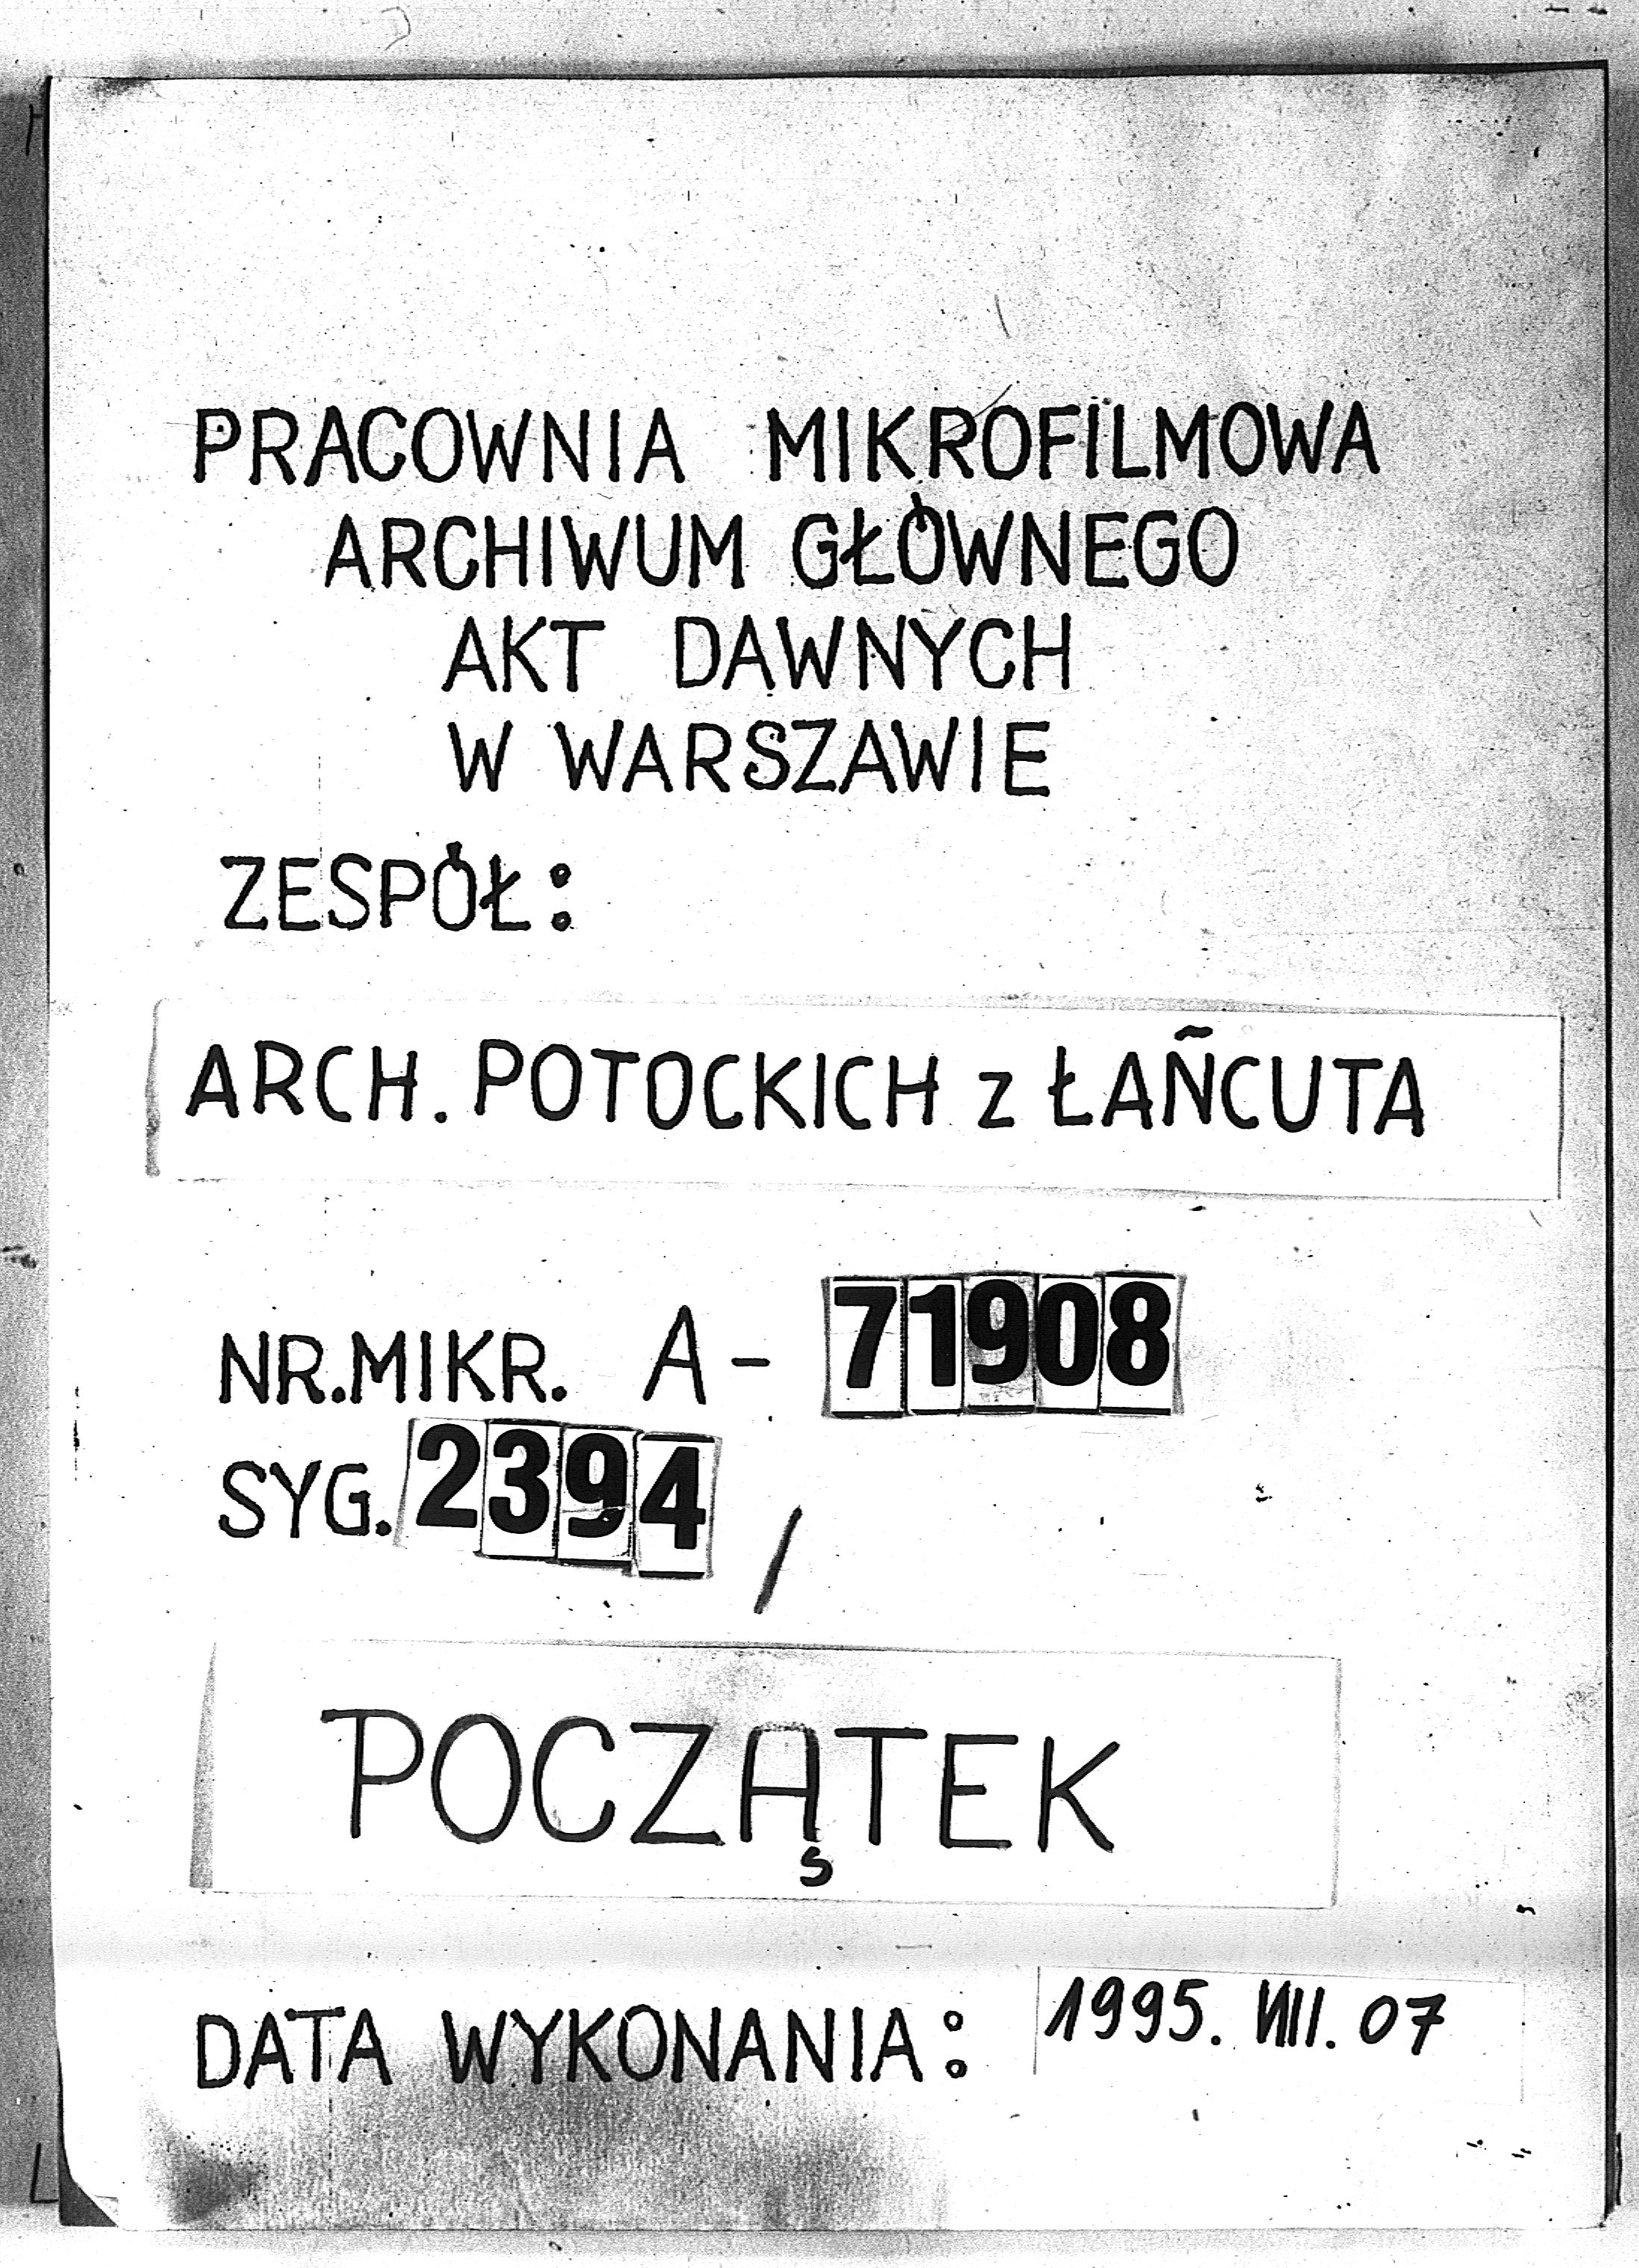 PRACOWNIA MIKROFILMOWA
ARCHIWUM GŁÓWNEGO
AKT DAWNYCH
W WARSZAWIE
ZESPÓŁ:
ARCH. POTOCKICH z ŁAŃCUTA
NR.MIKR. A- 71908
SYG. 2394 /
POCZĄTEK
DATA WYKONANIA: 1995. VIII. 07